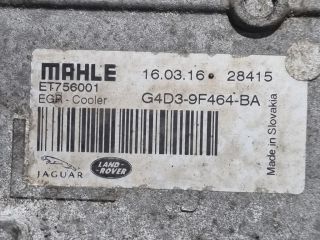 MAHLE
16.03.16 28415
ET756001
EGR - Cooler
G4D3-9F464-BA
Made in Slovakia
JAGUAR
LAND-
ROVER